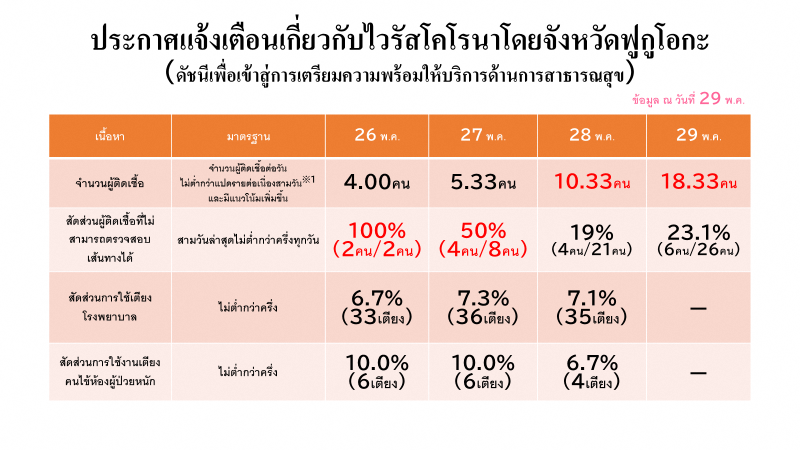 ประกาศแจ้งเตือนเกี่ยวกับไวรัสโคโรนาโดยจังหวัดฟูกูโอกะ
(ดัชนีเพื่อเข้าสู่การเตรียมความพร้อมให้บริการด้านการสาธารณสุข)
ข้อมูล ณ วันที่ 29 พ.ค.
เนื้อหา มาตรฐาน 26 พ.ค. 27 พ.ค. 28 พ.ค. 29 พ.ค.
จำนวนผู้ติดเชื้อ
จำนวนผู้ติดเชื้อต่อวัน
ไม่ต่ำกว่าแปดรายต่อเนื่องสามวัน※1
และมีแนวโน้มเพิ่มขึ้น
4.00คน 5.33คน 10.33คน 18.33คน
สัดส่วนผู้ติดเชื้อที่ไม่
สามารถตรวจสอบ
เส้นทางได้
สามวันล่าสุดไม่ต่ำกว่าครึ่งทุกวัน
100%
(2คน/2คน)
50%
(4คน/8คน)
19%
(4คน/21คน)
23.1%
(6คน/26คน)
สัดส่วนการใช้เตียง
โรงพยาบาล
ไม่ต่ำกว่าครึ่ง
6.7%
(33เตียง)
7.3%
(36เตียง)
7.1%
(35เตียง)
—
สัดส่วนการใช้งานเตียง
คนไข้ห้องผู้ป่วยหนัก
ไม่ต่ำกว่าครึ่ง
10.0%
(6เตียง)
10.0%
(6เตียง)
6.7%
(4เตียง)
—